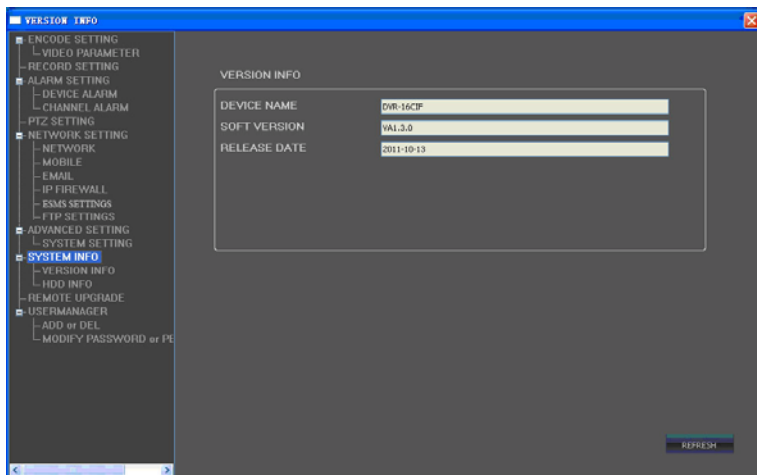 VERSION INFO
ENCODE SETTING
VIDEO PARAMETER
RECORD SETTING
ALARM SETTING
DEVICE ALARM
CHANNEL ALARM
PTZ SETTING
NETWORK SETTING
NETWORK
MOBILE
EMAIL
IP FIREWALL
ESMS SETTINGS
FTP SETTINGS
ADVANCED SETTING
SYSTEM SETTING
SYSTEM INFO
VERSION INFO
HDD INFO
REMOTE UPGRADE
USERMANAGER
ADD or DEL
MODIFY PASSWORD or PE
VERSION INFO
DEVICE NAME DVR-16CIF
SOFT VERSION VA1.3.0
RELEASE DATE 2011-10-13
REFRESH